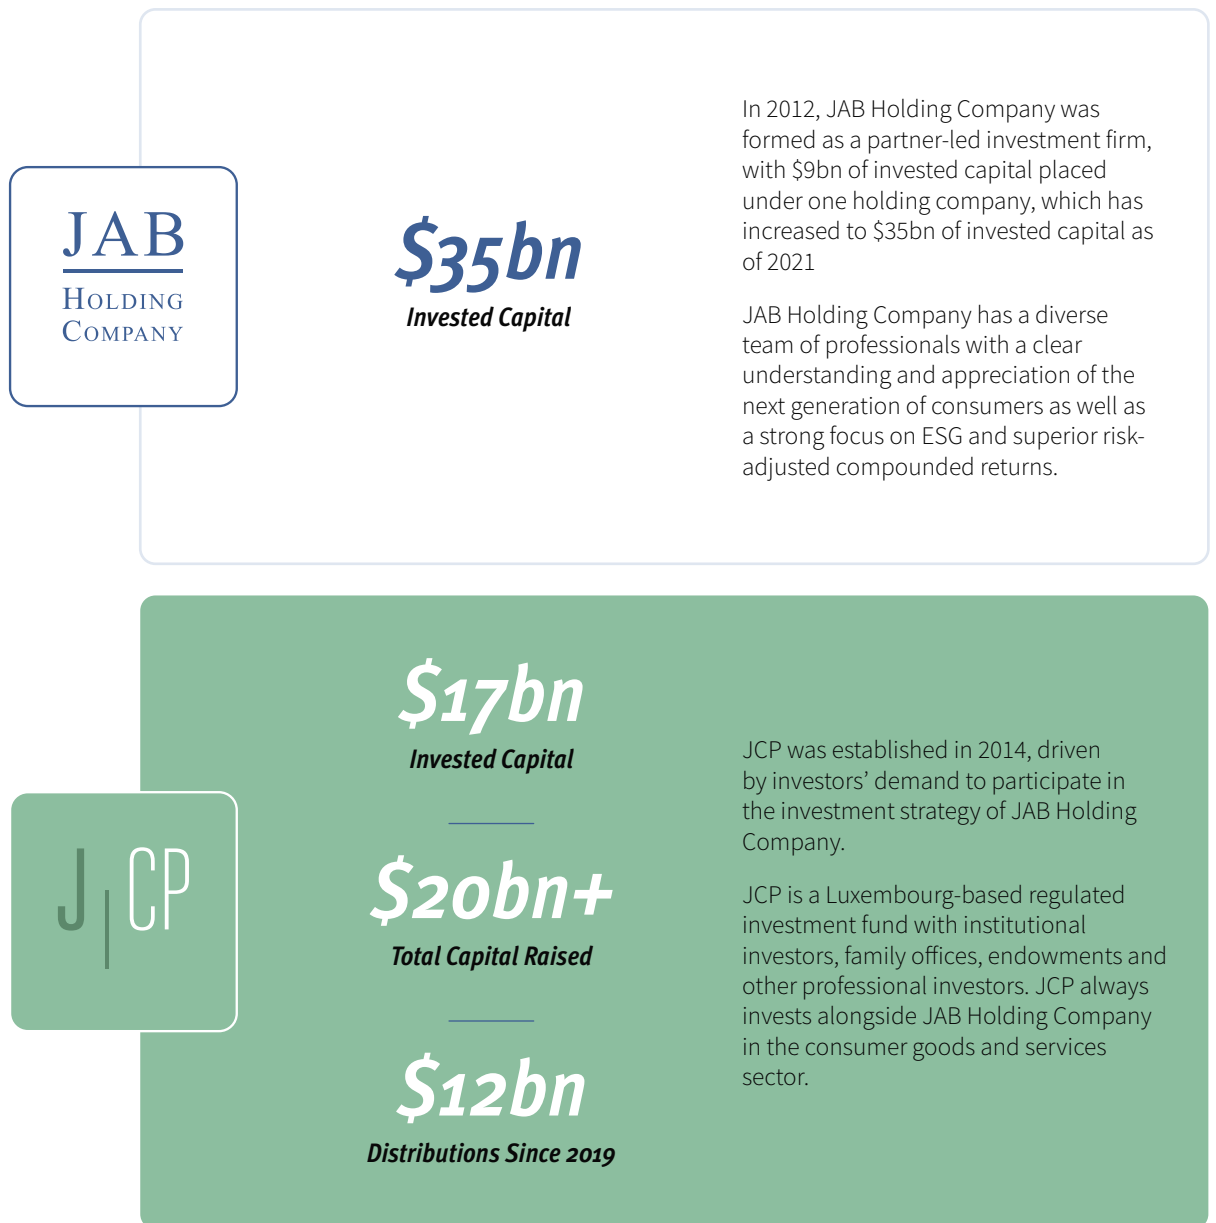 JAB
HOLDING
COMPANY
$35bn
Invested Capital
In 2012, JAB Holding Company was
formed as a partner-led investment firm,
with $9bn of invested capital placed
under one holding company, which has
increased to $35bn of invested capital as
of 2021
JAB Holding Company has a diverse
team of professionals with a clear
understanding and appreciation of the
next generation of consumers as well as
a strong focus on ESG and superior risk-
adjusted compounded returns.
J|CP
$17bn
Invested Capital
$20bn+
Total Capital Raised
$12bn
Distributions Since 2019
JCP was established in 2014, driven
by investors’ demand to participate in
the investment strategy of JAB Holding
Company.
JCP is a Luxembourg-based regulated
investment fund with institutional
investors, family offices, endowments and
other professional investors. JCP always
invests alongside JAB Holding Company
in the consumer goods and services
sector.